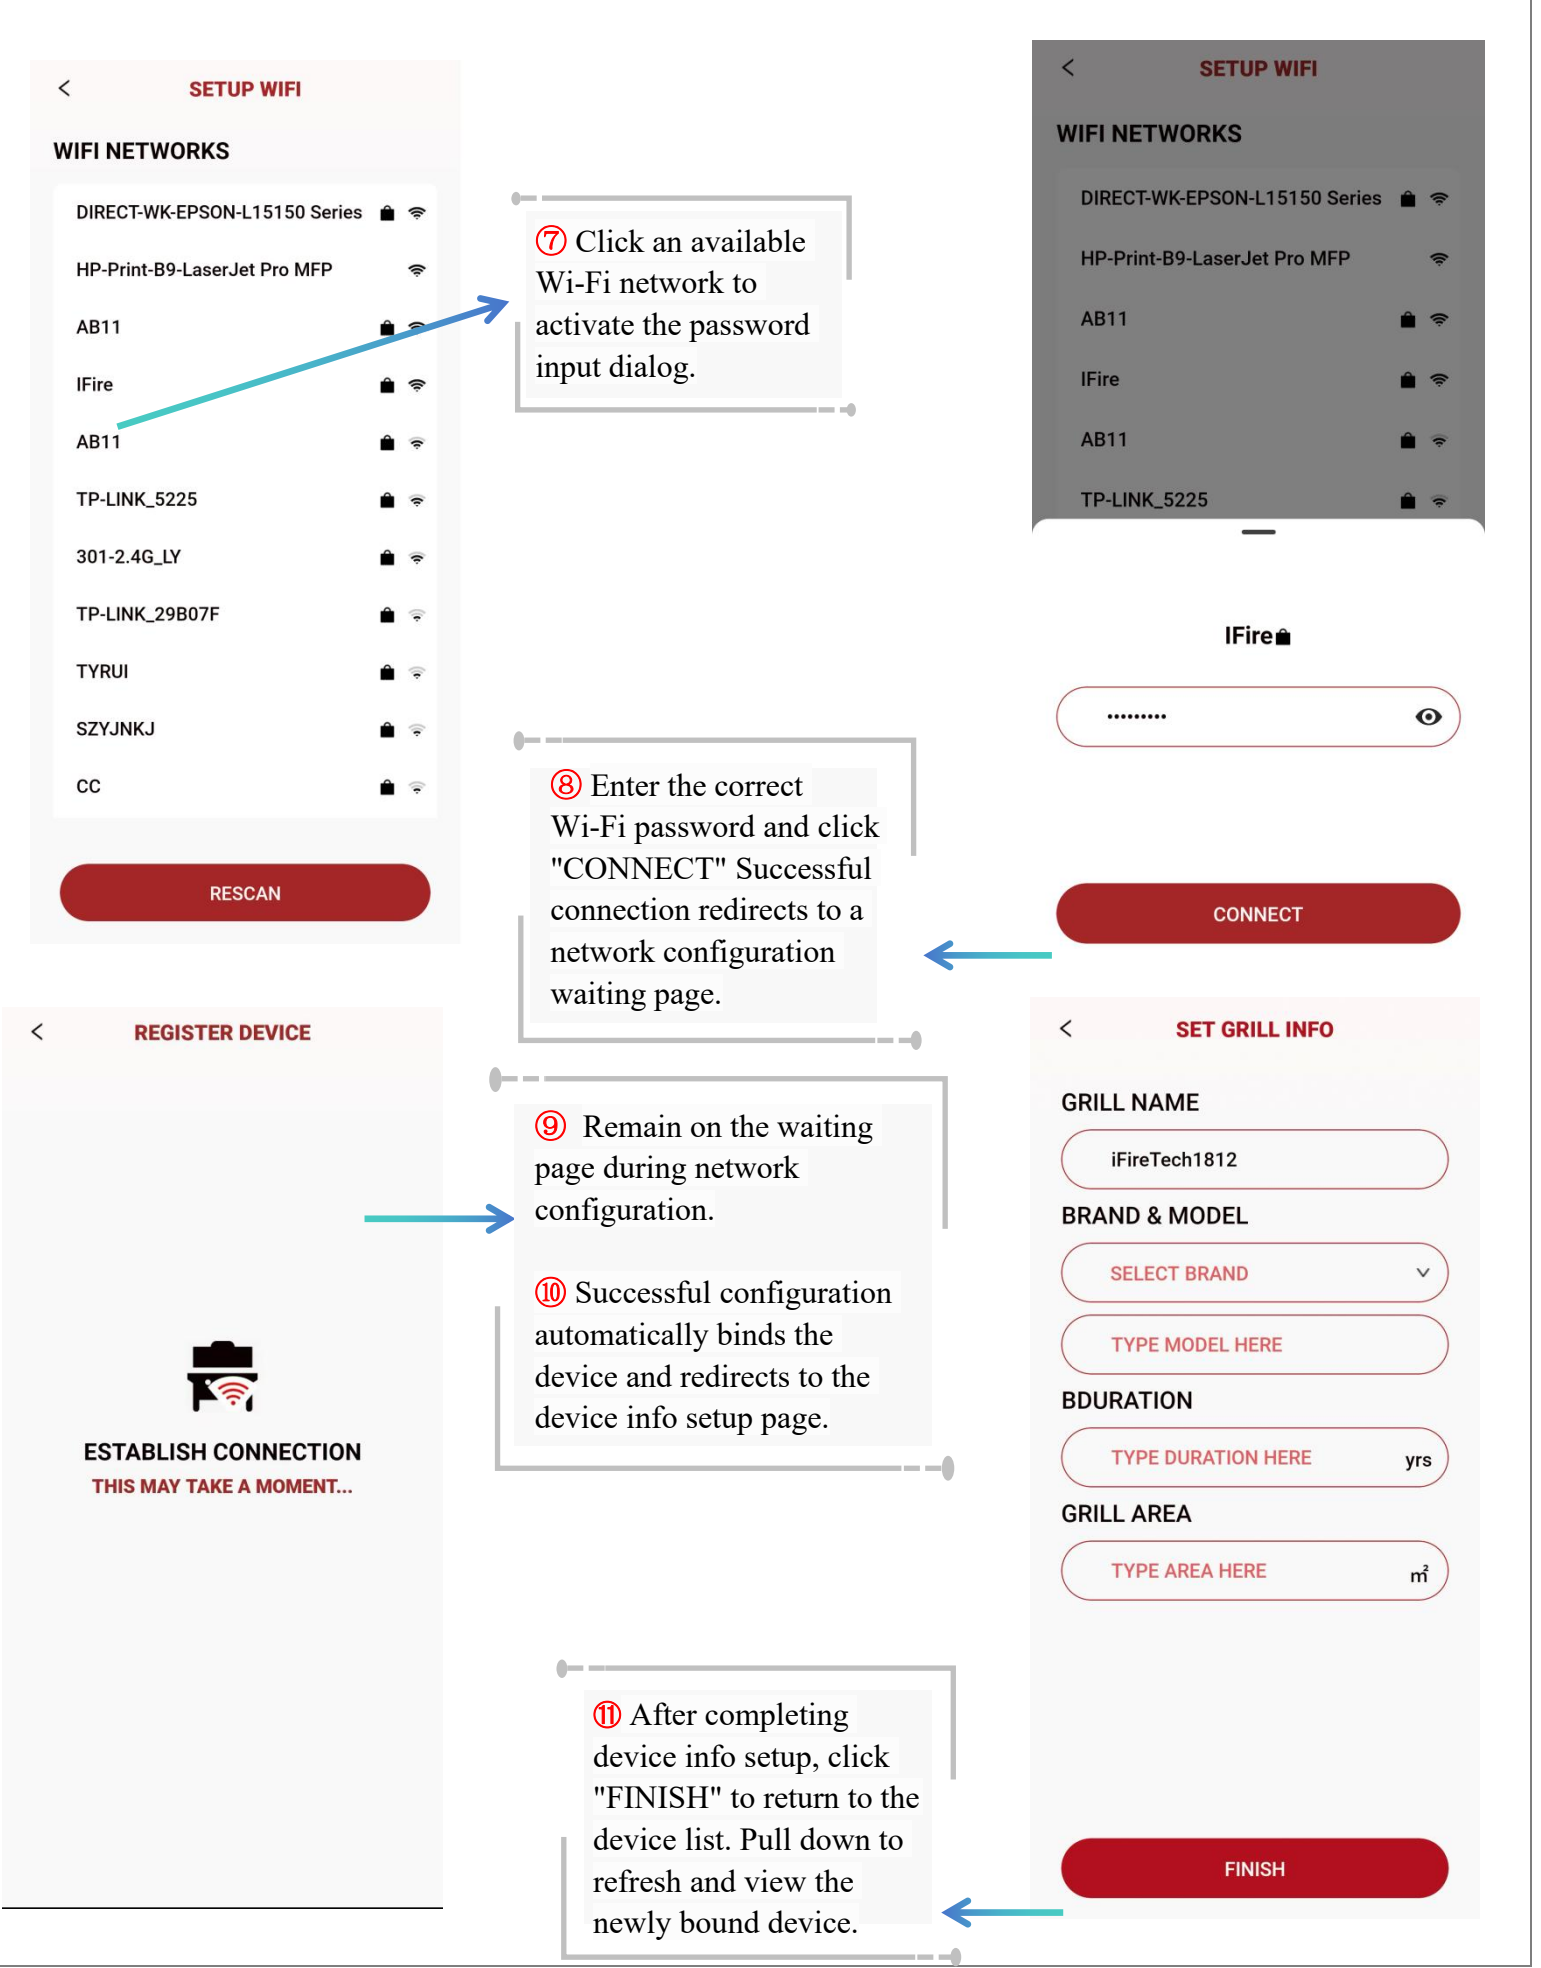 SETUP WIFI
WIFI NETWORKS
DIRECT-WK-EPSON-L15150 Series
HP-Print-B9-LaserJet Pro MFP
AB11
IFire
AB11
TP-LINK_5225
301-2.4G_LY
TP-LINK_29B07F
TYRUI
SZYJNKJ
CC
RESCAN
⑦ Click an available
Wi-Fi network to
activate the password
input dialog.
SETUP WIFI
WIFI NETWORKS
DIRECT-WK-EPSON-L15150 Series
HP-Print-B9-LaserJet Pro MFP
AB11
IFire
AB11
TP-LINK_5225
IFire
•••••••••
CONNECT
⑧ Enter the correct
Wi-Fi password and click
"CONNECT" Successful
connection redirects to a
network configuration
waiting page.
REGISTER DEVICE
ESTABLISH CONNECTION
THIS MAY TAKE A MOMENT...
⑨ Remain on the waiting
page during network
configuration.
⑩ Successful configuration
automatically binds the
device and redirects to the
device info setup page.
SET GRILL INFO
GRILL NAME
iFireTech1812
BRAND & MODEL
SELECT BRAND
TYPE MODEL HERE
BDURATION
TYPE DURATION HERE yrs
GRILL AREA
TYPE AREA HERE m²
FINISH
⑪ After completing
device info setup, click
"FINISH" to return to the
device list. Pull down to
refresh and view the
newly bound device.